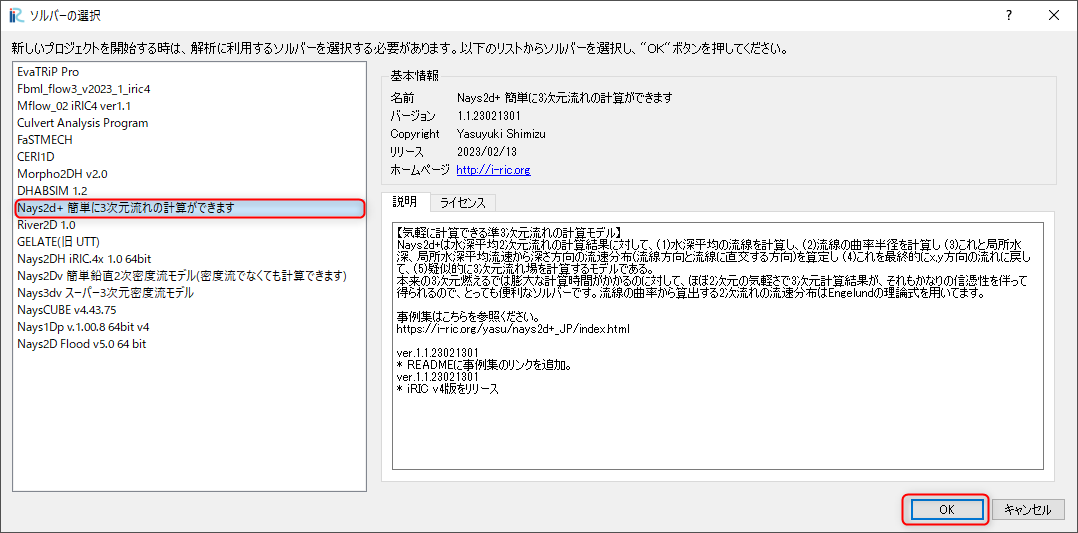 ソルバーの選択
新しいプロジェクトを開始する時は、解析に利用するソルバーを選択する必要があります。以下のリストからソルバーを選択し、“OK”ボタンを押してください。
EvaTRiP Pro
Fbml_flow3_v2023_1_iric4
Mflow_02 iRIC4 ver1.1
Culvert Analysis Program
FaSTMECH
CERI1D
Morpho2DH v2.0
DHABSIM 1.2
Nays2d+ 簡単に3次元流れの計算ができます
River2D 1.0
GELATE(旧 UTT)
Nays2DH iRIC.4x 1.0 64bit
Nays2Dv 簡単鉛直2次密度流モデル(密度流でなくても計算できます)
Nays3dv スーパー3次元密度流モデル
NaysCUBE v4.43.75
Nays1Dp v.1.00.8 64bit v4
Nays2D Flood v5.0 64 bit
基本情報
名前 Nays2d+ 簡単に3次元流れの計算ができます
バージョン 1.1.23021301
Copyright Yasuyuki Shimizu
リリース 2023/02/13
ホームページ http://i-ric.org
説明 ライセンス
【気軽に計算できる準3次元流れの計算モデル】
Nays2d+は水深平均2次元流れの計算結果に対して、(1)水深平均の流線を計算し、(2)流線の曲率半径を計算し (3)これと局所水
深、局所水深平均流速から深さ方向の流速分布(流線方向と流線に直交する方向)を算定し (4)これを最終的にx,y方向の流れに戻し
て、(5)疑似的に3次元流れ場を計算するモデルである。
本来の3次元燃えるでは膨大な計算時間がかかるのに対して、ほぼ2次元の気軽さで3次元計算結果が、それもかなりの信憑性を伴って
得られるので、とっても便利なソルバーです。流線の曲率から算出する2次流れの流速分布はEngelundの理論式を用いてます。
事例集はこちらを参照ください。
https://i-ric.org/yasu/nays2d+_JP/index.html
ver.1.1.23021301
* READMEに事例集のリンクを追加。
ver.1.1.23021301
* iRIC v4版をリリース
OK キャンセル